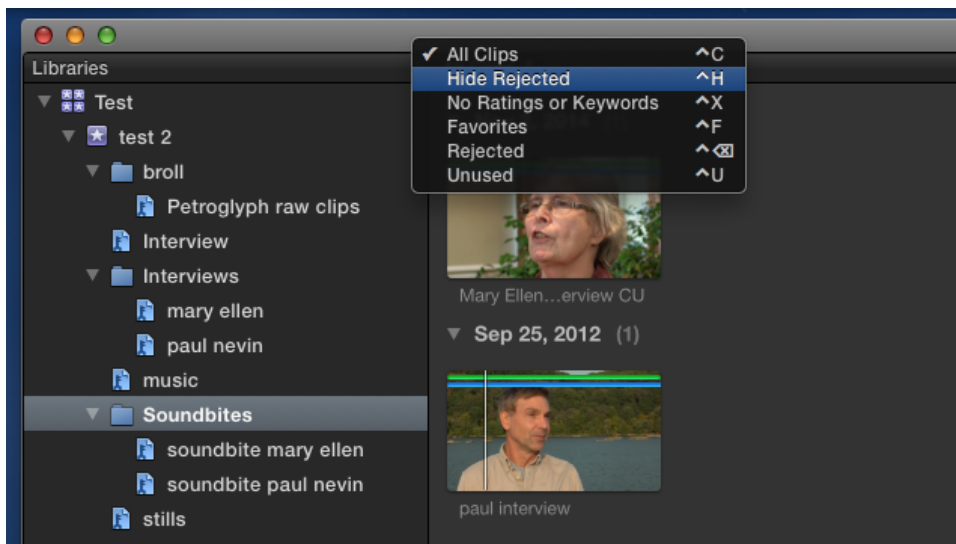 Libraries
Test
test 2
broll
Petroglyph raw clips
Interview
Interviews
mary ellen
paul nevin
music
Soundbites
soundbite mary ellen
soundbite paul nevin
stills
✓ All Clips ^C
Hide Rejected ^H
No Ratings or Keywords ^X
Favorites ^F
Rejected ^⌫
Unused ^U
Mary Ellen...erview CU
Sep 25, 2012 (1)
paul interview